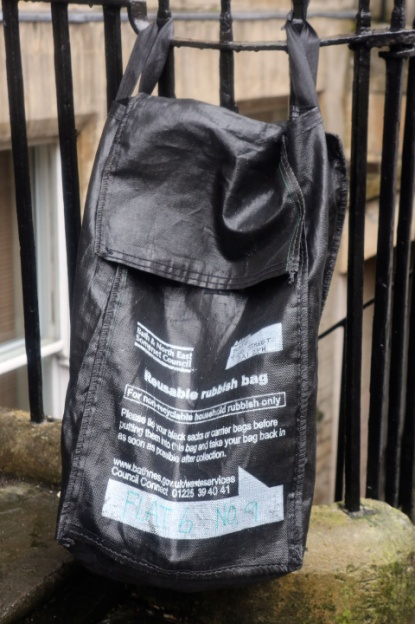 Bath & North East
Somerset Council
STREET
Reusable rubbish bag
For non-recyclable household rubbish only
Please tie your black sacks or carrier bags before
putting them into this bag and take your bag back in
as soon as possible after collection.
www.bathnes.gov.uk/wasteservices
Council Connect 01225 39 40 41
FLAT 6 NO. 9